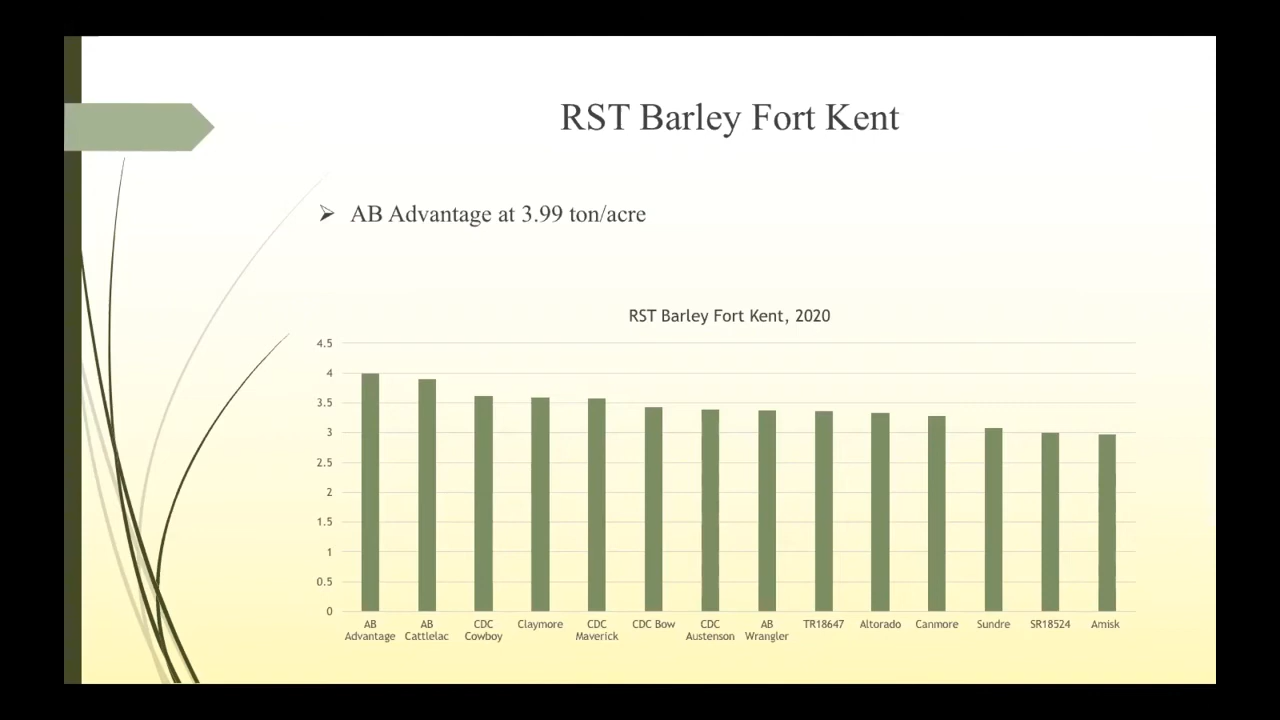 RST Barley Fort Kent
AB Advantage at 3.99 ton/acre
RST Barley Fort Kent, 2020
4.5
4
3.5
3
2.5
2
1.5
1
0.5
0
AB Advantage
AB Cattlelac
CDC Cowboy
Claymore
CDC Maverick
CDC Bow
CDC Austenson
AB Wrangler
TR18647
Altorado
Canmore
Sundre
SR18524
Amisk